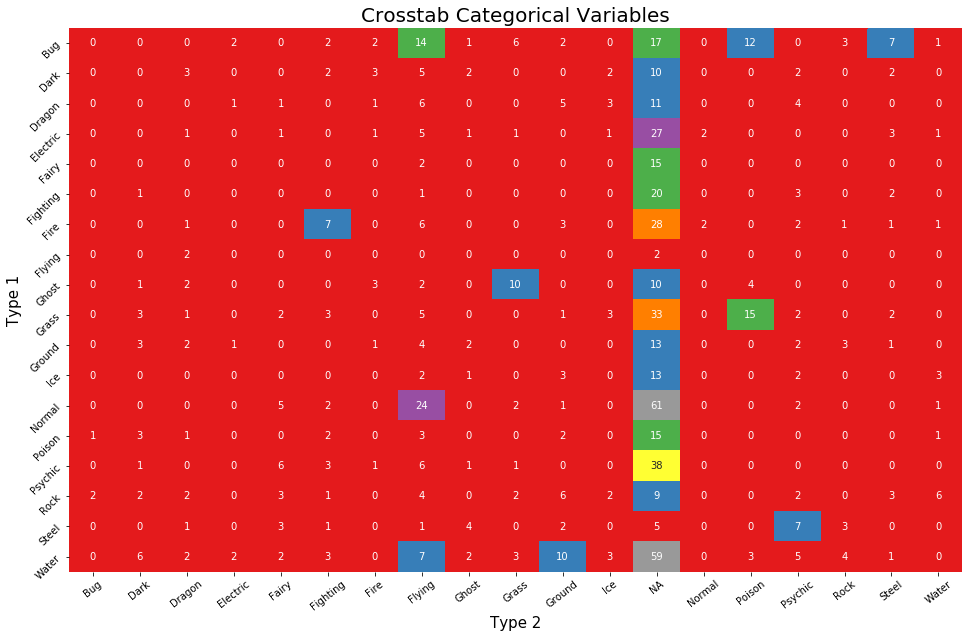 Crosstab Categorical Variables
Type 1
Bug 0 0 0 2 0 2 2 14 1 6 2 0 17 0 12 0 3 7 1
Dark 0 0 3 0 0 2 3 5 2 0 0 2 10 0 0 2 0 2 0
Dragon 0 0 0 1 1 0 1 6 0 0 5 3 11 0 0 4 0 0 0
Electric 0 0 1 0 1 0 1 5 1 1 0 1 27 2 0 0 0 3 1
Fairy 0 0 0 0 0 0 0 2 0 0 0 0 15 0 0 0 0 0 0
Fighting 0 1 0 0 0 0 0 1 0 0 0 0 20 0 0 3 0 2 0
Fire 0 0 1 0 0 7 0 6 0 0 3 0 28 2 0 2 1 1 1
Flying 0 0 2 0 0 0 0 0 0 0 0 0 2 0 0 0 0 0 0
Ghost 0 1 2 0 0 0 3 2 0 10 0 0 10 0 4 0 0 0 0
Grass 0 3 1 0 2 3 0 5 0 0 1 3 33 0 15 2 0 2 0
Ground 0 3 2 1 0 0 1 4 2 0 0 0 13 0 0 2 3 1 0
Ice 0 0 0 0 0 0 0 2 1 0 3 0 13 0 0 2 0 0 3
Normal 0 0 0 0 5 2 0 24 0 2 1 0 61 0 0 2 0 0 1
Poison 1 3 1 0 0 2 0 3 0 0 2 0 15 0 0 0 0 0 1
Psychic 0 1 0 0 6 3 1 6 1 1 0 0 38 0 0 0 0 0 0
Rock 2 2 2 0 3 1 0 4 0 2 6 2 9 0 0 2 0 3 6
Steel 0 0 1 0 3 1 0 1 4 0 2 0 5 0 0 7 3 0 0
Water 0 6 2 2 2 3 0 7 2 3 10 3 59 0 3 5 4 1 0
Bug Dark Dragon Electric Fairy Fighting Fire Flying Ghost Grass Ground Ice NA Normal Poison Psychic Rock Steel Water
Type 2